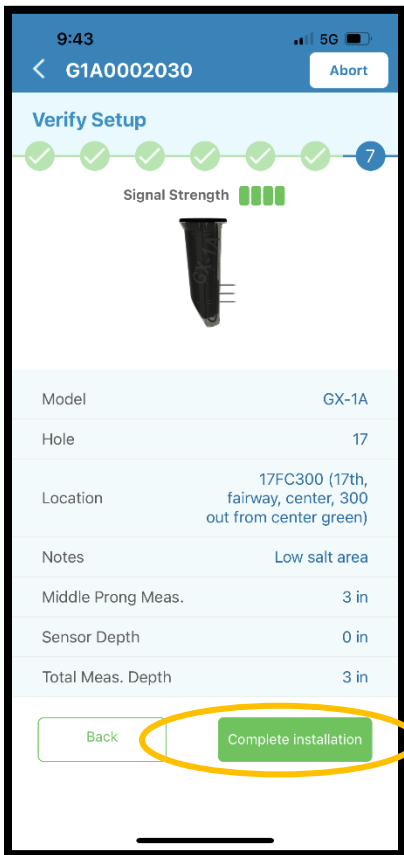 9:43
5G
G1A0002030
Abort
Verify Setup
7
Signal Strength
GX-1A
Model
GX-1A
Hole
17
Location
17FC300 (17th,
fairway, center, 300
out from center green)
Notes
Low salt area
Middle Prong Meas.
3 in
Sensor Depth
0 in
Total Meas. Depth
3 in
Back
Complete installation